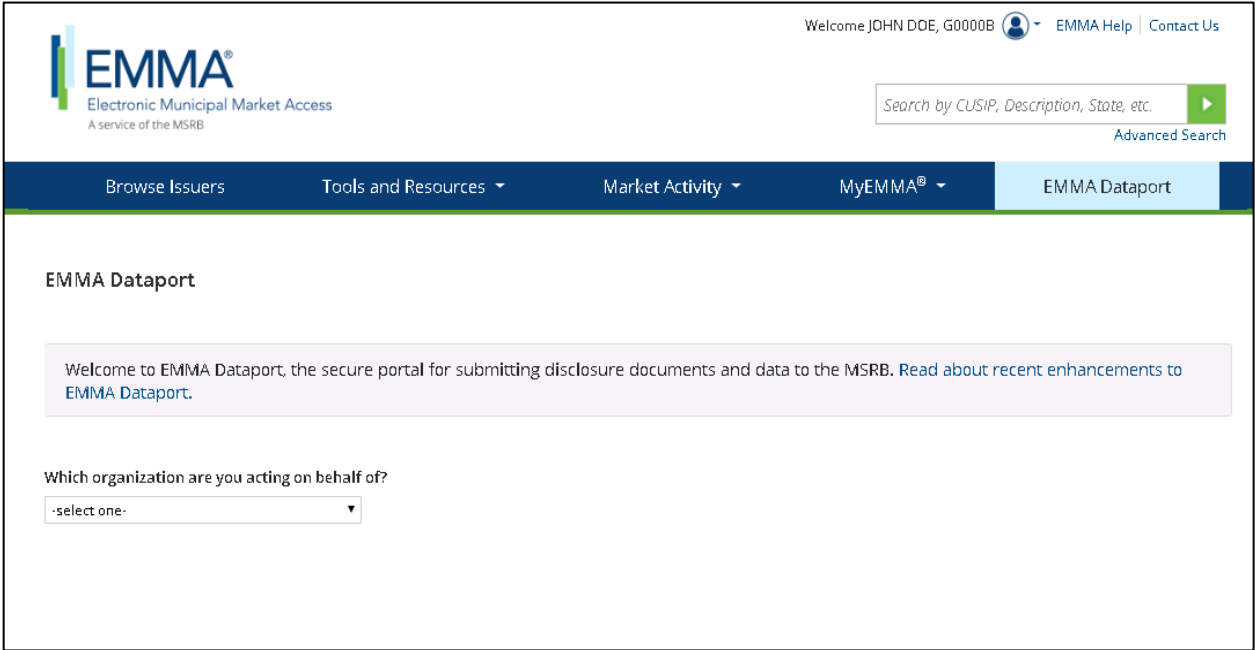 Welcome JOHN DOE, G0000B EMMA Help Contact Us
EMMA®
Electronic Municipal Market Access
A service of the MSRB
Search by CUSIP, Description, State, etc.
Advanced Search
Browse Issuers Tools and Resources Market Activity MyEMMA® EMMA Dataport
EMMA Dataport
Welcome to EMMA Dataport, the secure portal for submitting disclosure documents and data to the MSRB. Read about recent enhancements to
EMMA Dataport.
Which organization are you acting on behalf of?
-select one-